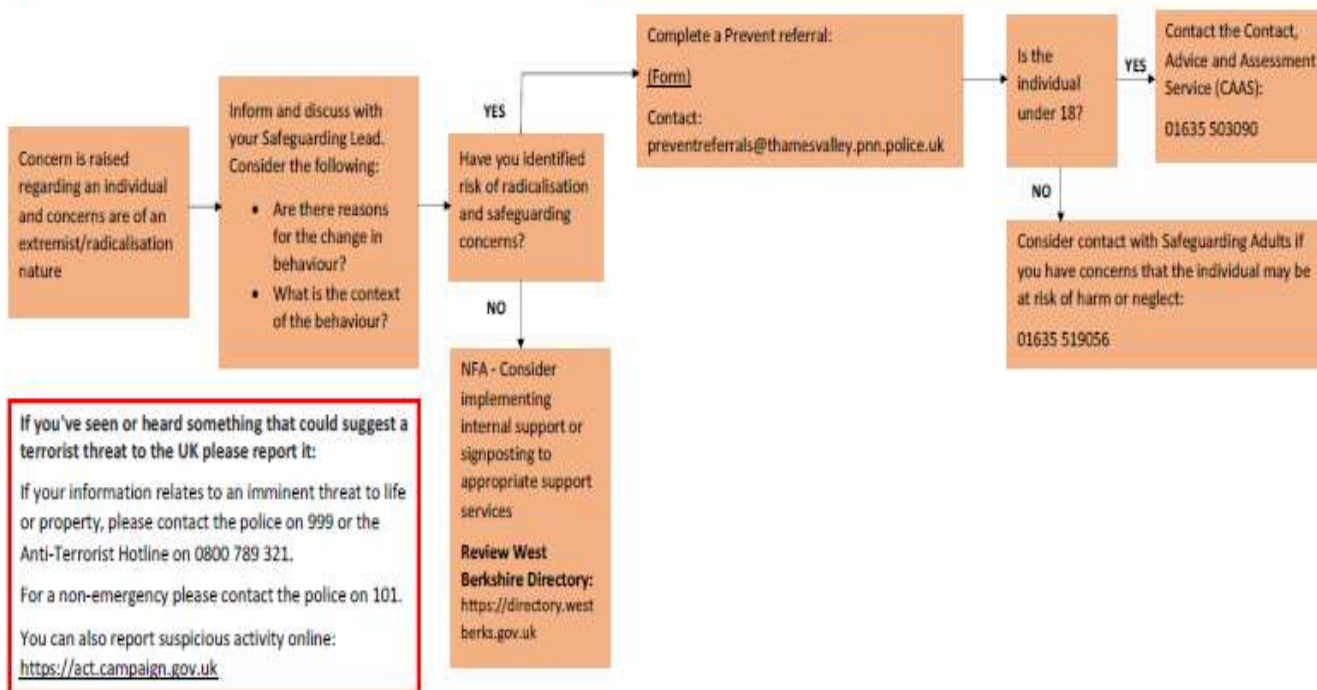 Concern is raised
regarding an individual
and concerns are of an
extremist/radicalisation
nature
Inform and discuss with
your Safeguarding Lead.
Consider the following:
• Are there reasons
for the change in
behaviour?
• What is the context
of the behaviour?
YES
Have you identified
risk of radicalisation
and safeguarding
concerns?
NO
NFA - Consider
implementing
internal support or
signposting to
appropriate support
services
Review West
Berkshire Directory:
https://directory.west
berks.gov.uk
Complete a Prevent referral:
(Form)
Contact:
preventreferrals@thamesvalley.pnn.police.uk
Is the
individual
under 18?
YES
Contact the Contact,
Advice and Assessment
Service (CAAS):
01635 503090
NO
Consider contact with Safeguarding Adults if
you have concerns that the individual may be
at risk of harm or neglect:
01635 519056
If you've seen or heard something that could suggest a
terrorist threat to the UK please report it:
If your information relates to an imminent threat to life
or property, please contact the police on 999 or the
Anti-Terrorist Hotline on 0800 789 321.
For a non-emergency please contact the police on 101.
You can also report suspicious activity online:
https://act.campaign.gov.uk